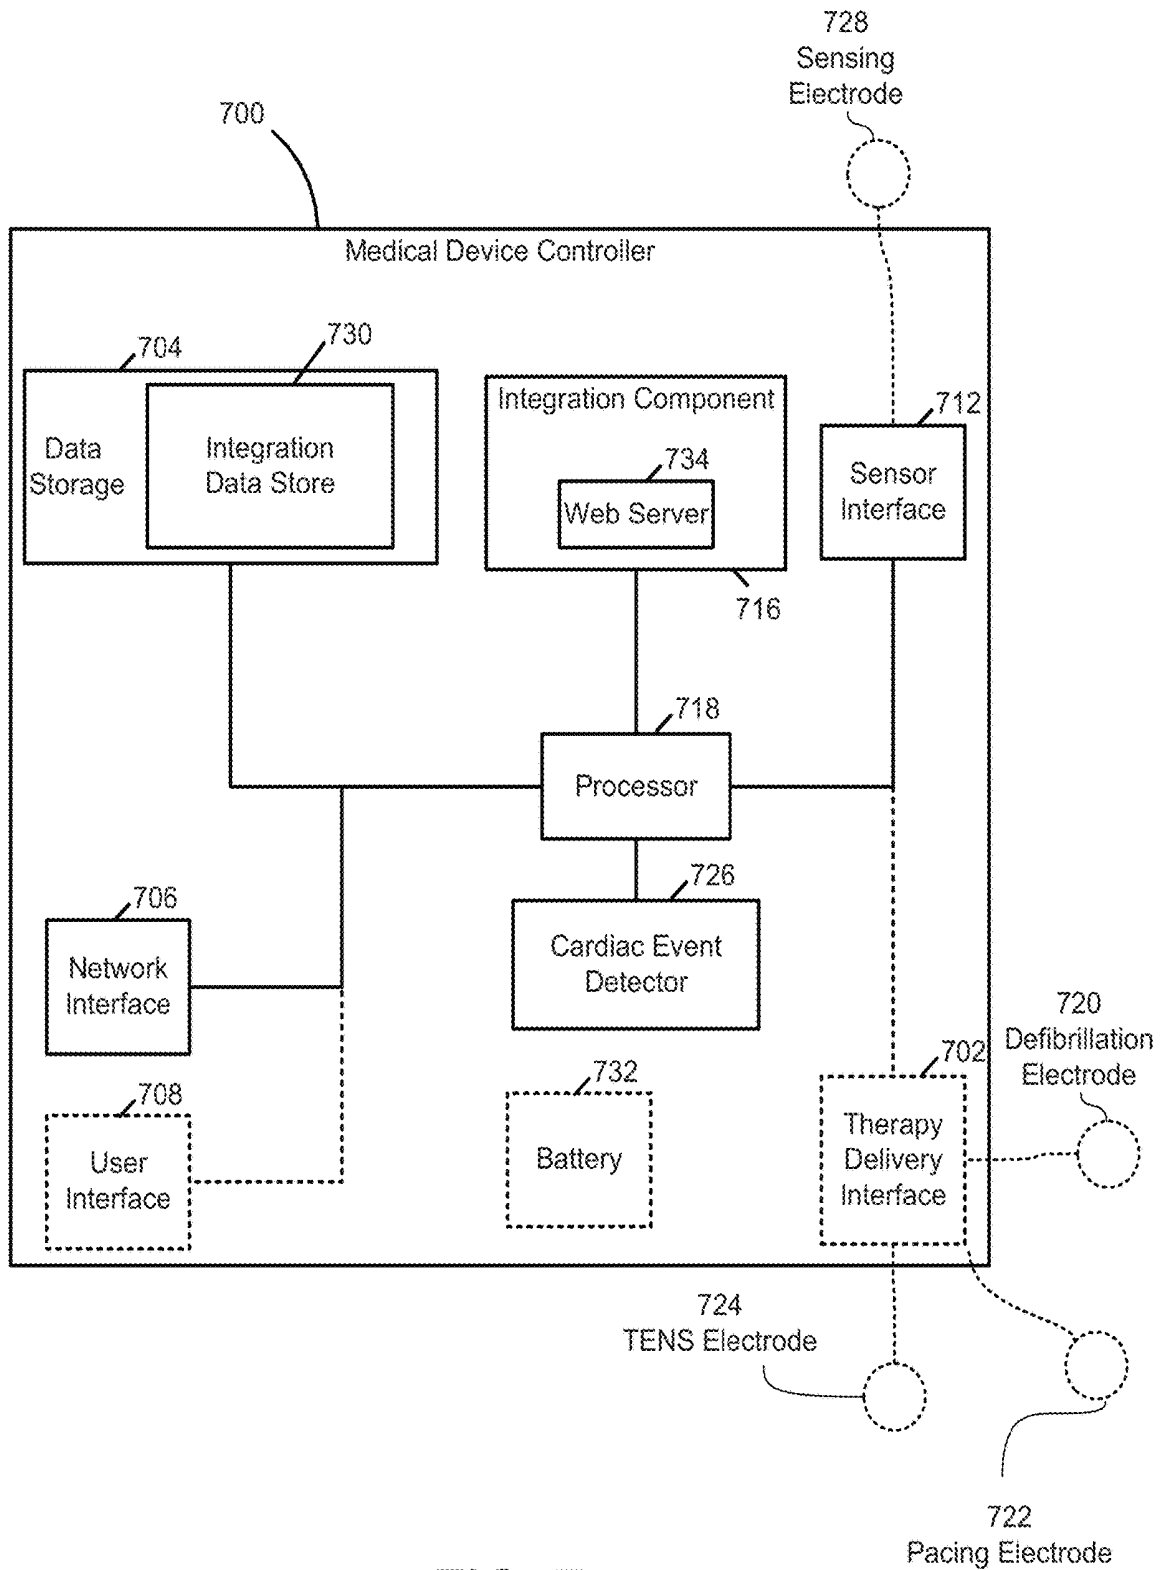 728
Sensing
Electrode
700
Medical Device Controller
704
730
Data
Storage
Integration
Data Store
Integration Component
734
Web Server
716
712
Sensor
Interface
718
Processor
726
Cardiac Event
Detector
706
Network
Interface
708
User
Interface
732
Battery
702
Therapy
Delivery
Interface
720
Defibrillation
Electrode
724
TENS Electrode
722
Pacing Electrode